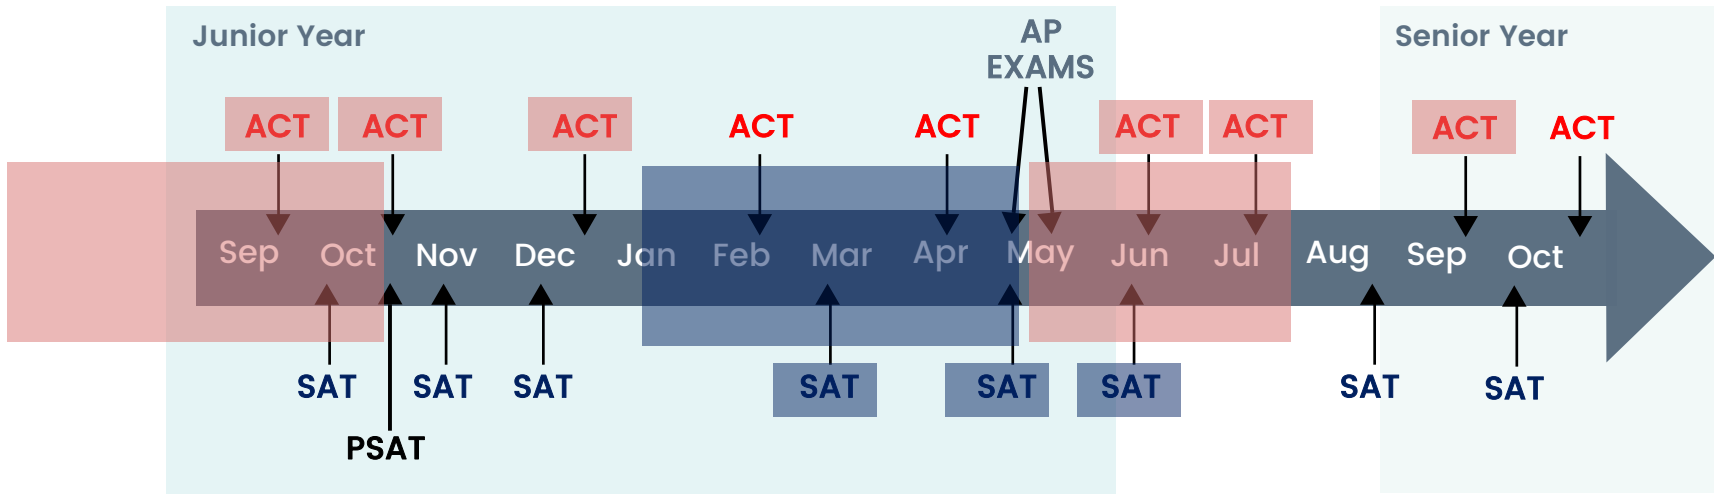 Junior Year
AP
EXAMS
Senior Year
ACT
ACT
ACT
ACT
ACT
ACT
ACT
ACT
ACT
Sep
Oct
Nov
Dec
Jan
Feb
Mar
Apr
May
Jun
Jul
Aug
Sep
Oct
SAT
SAT
SAT
SAT
SAT
SAT
SAT
SAT
PSAT